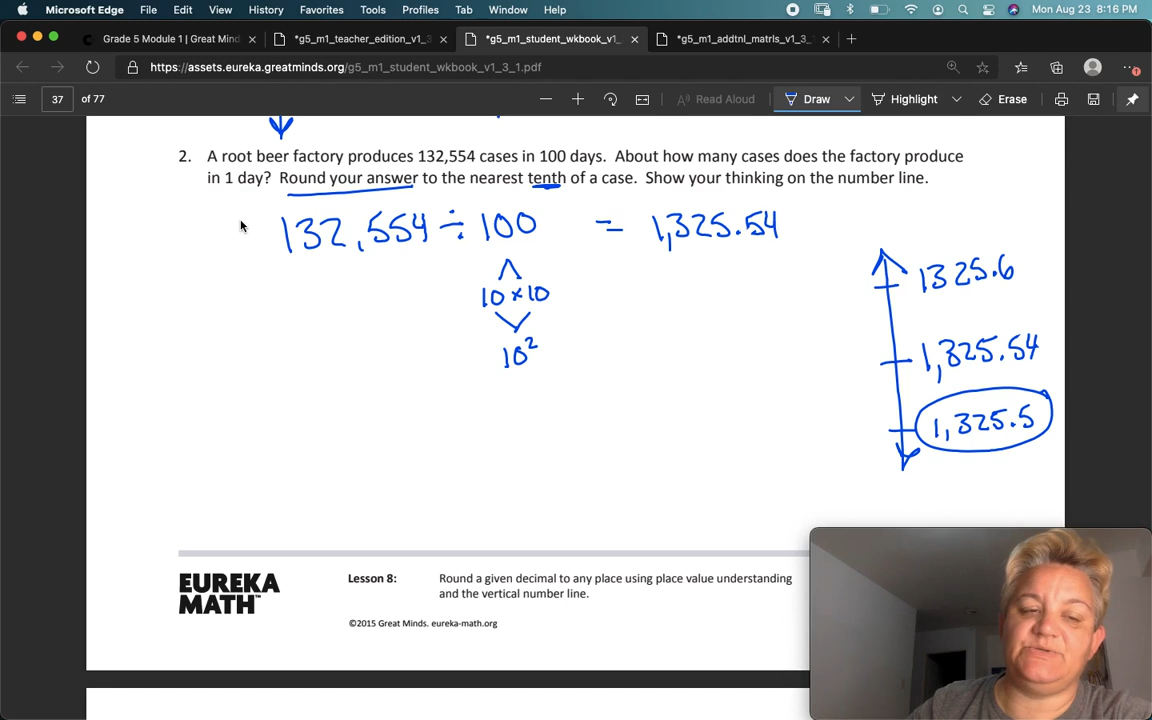 Microsoft Edge File Edit View History Favorites Tools Profiles Tab Window Help Mon Aug 23 8:16 PM
Grade 5 Module 1 | Great Mind *g5_m1_teacher_edition_v1_3 *g5_m1_student_wkbook_v1_ *g5_m1_addtnl_matrls_v1_3_1
https://assets.eureka.greatminds.org/g5_m1_student_wkbook_v1_3_1.pdf
37 of 77 Read Aloud Draw Highlight Erase
2. A root beer factory produces 132,554 cases in 100 days. About how many cases does the factory produce
in 1 day? Round your answer to the nearest tenth of a case. Show your thinking on the number line.
132,554 ÷ 100 = 1,325.54
1325.6
10 × 10
1,325.54
10²
1,325.5
EUREKA
MATH™
Lesson 8: Round a given decimal to any place using place value understanding
and the vertical number line.
©2015 Great Minds. eureka-math.org